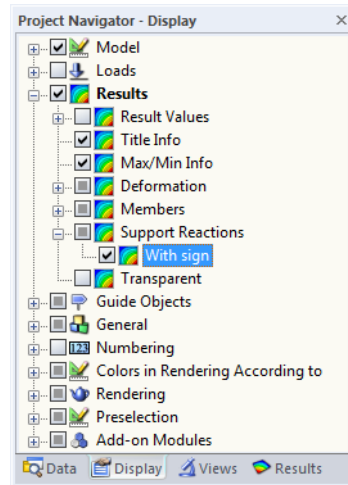 Project Navigator - Display
Model
Loads
Results
Result Values
Title Info
Max/Min Info
Deformation
Members
Support Reactions
With sign
Transparent
Guide Objects
General
123 Numbering
Colors in Rendering According to
Rendering
Preselection
Add-on Modules
Data Display Views Results